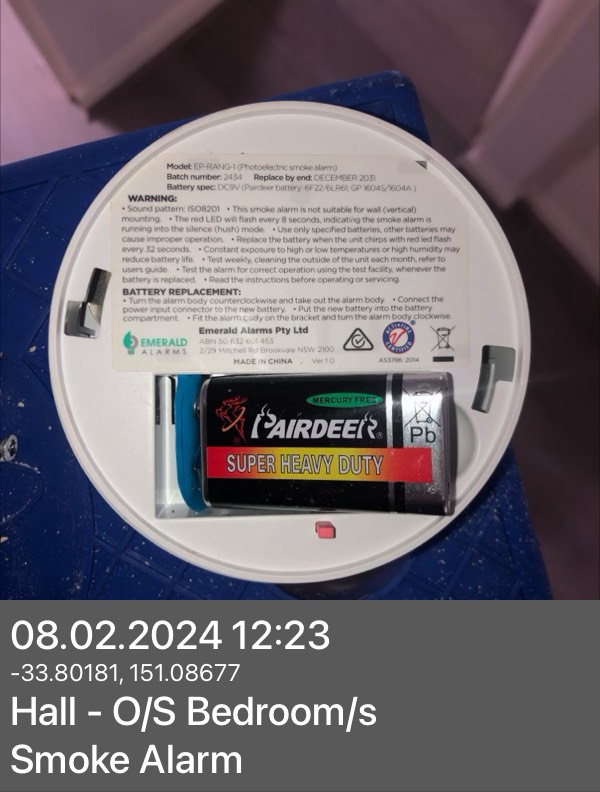 Model: EP-RANG-1 (Photoelectric smoke alarm)
Batch number: 2434 Replace by end: DECEMBER 2031
Battery spec: DC9V (Pairdeer battery: 6F22/6LR61; GP 1604S/1604A)
WARNING:
• Sound pattern: ISO8201 • This smoke alarm is not suitable for wall (vertical)
mounting. • The red LED will flash every 8 seconds, indicating the smoke alarm is
running into the silence (hush) mode. • Use only specified batteries, other batteries may
cause improper operation. • Replace the battery when the unit chirps with red led flash
every 32 seconds. • Constant exposure to high or low temperatures or high humidity may
reduce battery life. • Test weekly, cleaning the outside of the unit each month, refer to
users guide. • Test the alarm for correct operation using the test facility, whenever the
battery is replaced. • Read the instructions before operating or servicing.
BATTERY REPLACEMENT:
• Turn the alarm body counterclockwise and take out the alarm body. • Connect the
power input connector to the new battery. • Put the new battery into the battery
compartment. • Fit the alarm body on the bracket and turn the alarm body clockwise.
EMERALD
ALARMS
Emerald Alarms Pty Ltd
ABN 50 632 601 453
2/29 Mitchell Rd Brookvale NSW 2100
MADE IN CHINA Ver 1.0
ACTIVFIRE
CERTIFIED
AS3786: 2014
MERCURY FREE
PAIRDEER®
SUPER HEAVY DUTY
Pb
08.02.2024 12:23
-33.80181, 151.08677
Hall - O/S Bedroom/s
Smoke Alarm